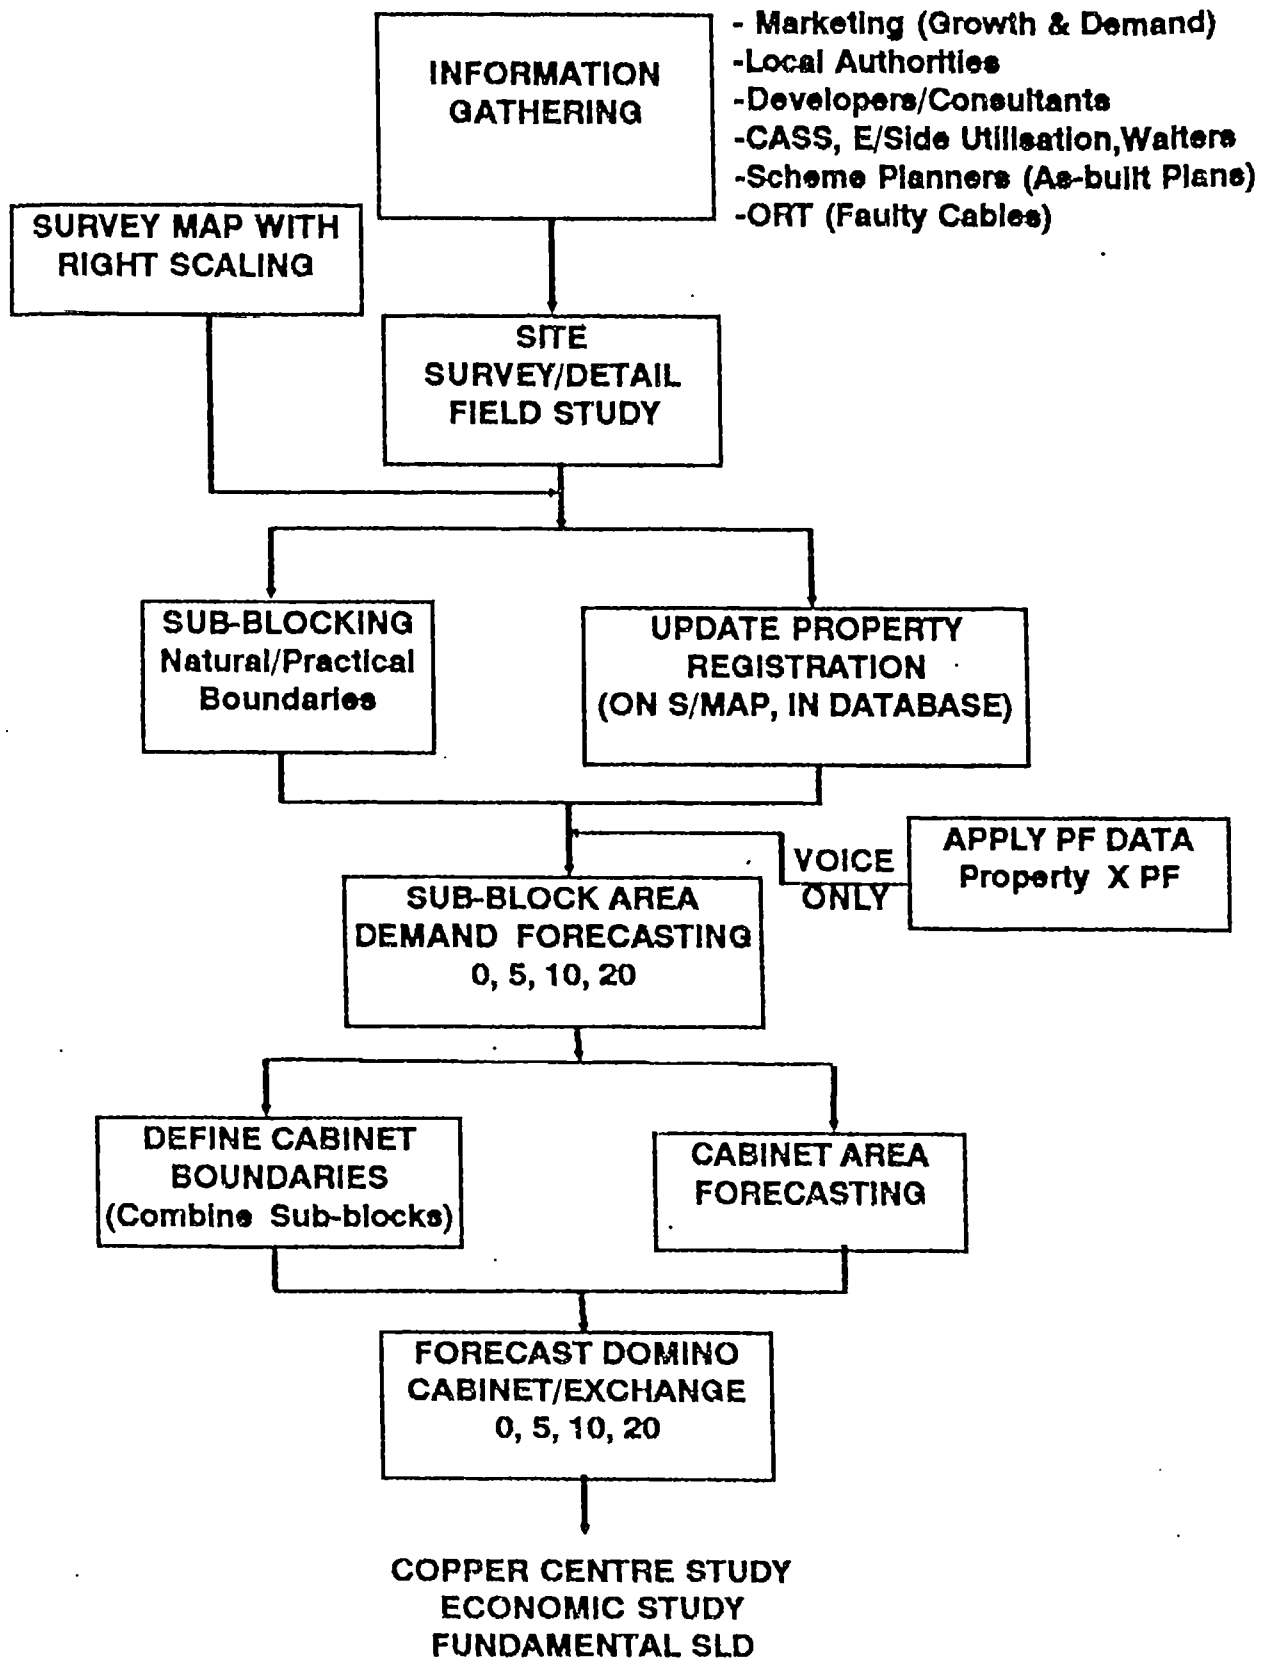 INFORMATION
GATHERING
- Marketing (Growth & Demand)
-Local Authorities
-Developers/Consultants
-CASS, E/Side Utilisation,Waiters
-Scheme Planners (As-built Plans)
-ORT (Faulty Cables)
SURVEY MAP WITH
RIGHT SCALING
SITE
SURVEY/DETAIL
FIELD STUDY
SUB-BLOCKING
Natural/Practical
Boundaries
UPDATE PROPERTY
REGISTRATION
(ON S/MAP, IN DATABASE)
APPLY PF DATA
Property X PF
VOICE
ONLY
SUB-BLOCK AREA
DEMAND FORECASTING
0, 5, 10, 20
DEFINE CABINET
BOUNDARIES
(Combine Sub-blocks)
CABINET AREA
FORECASTING
FORECAST DOMINO
CABINET/EXCHANGE
0, 5, 10, 20
COPPER CENTRE STUDY
ECONOMIC STUDY
FUNDAMENTAL SLD